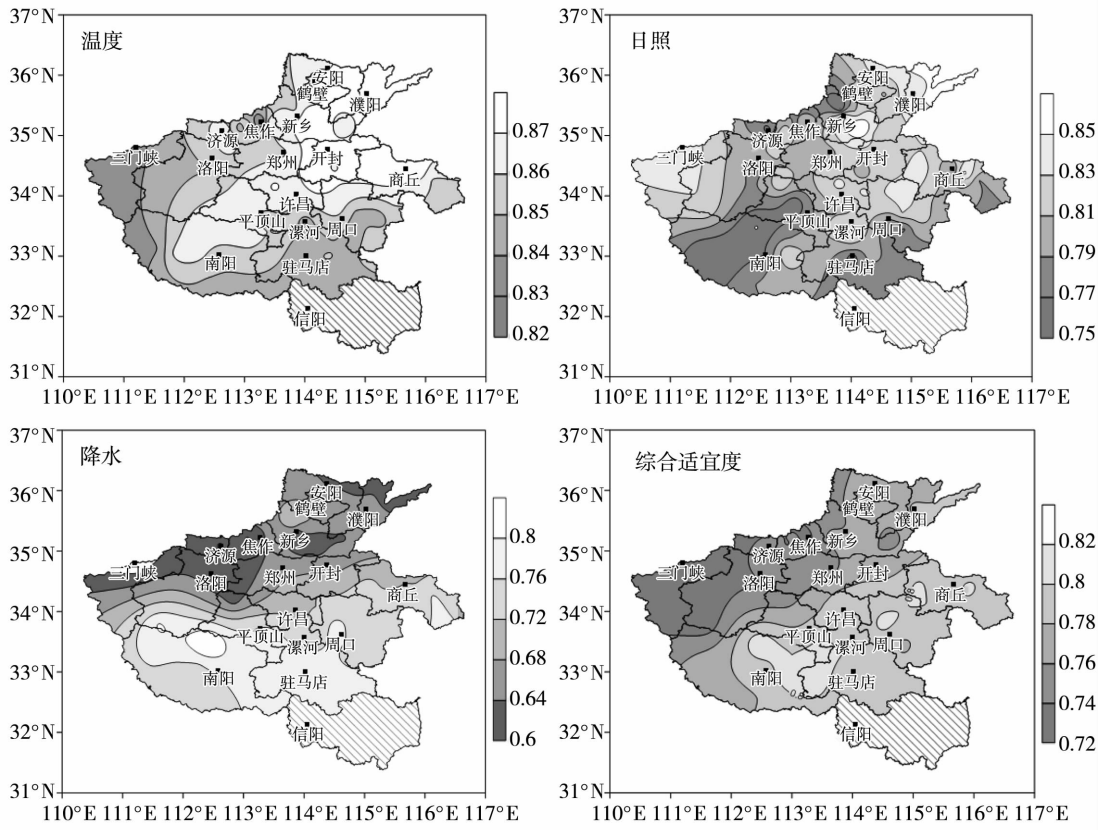 温度
37°N
36°N
35°N
34°N
33°N
32°N
31°N
110°E 111°E 112°E 113°E 114°E 115°E 116°E 117°E
安阳
鹤壁
濮阳
济源
焦作
新乡
三门峡
洛阳
郑州
开封
商丘
许昌
平顶山
漯河
周口
南阳
驻马店
信阳
0.87
0.86
0.85
0.84
0.83
0.82
日照
37°N
36°N
35°N
34°N
33°N
32°N
31°N
110°E 111°E 112°E 113°E 114°E 115°E 116°E 117°E
安阳
鹤壁
濮阳
济源
焦作
新乡
三门峡
洛阳
郑州
开封
商丘
许昌
平顶山
漯河
周口
南阳
驻马店
信阳
0.85
0.83
0.81
0.79
0.77
0.75
降水
37°N
36°N
35°N
34°N
33°N
32°N
31°N
110°E 111°E 112°E 113°E 114°E 115°E 116°E 117°E
安阳
鹤壁
濮阳
济源
焦作
新乡
三门峡
洛阳
郑州
开封
商丘
许昌
平顶山
漯河
周口
南阳
驻马店
信阳
0.8
0.76
0.72
0.68
0.64
0.6
综合适宜度
37°N
36°N
35°N
34°N
33°N
32°N
31°N
110°E 111°E 112°E 113°E 114°E 115°E 116°E 117°E
安阳
鹤壁
濮阳
济源
焦作
新乡
三门峡
洛阳
郑州
开封
商丘
许昌
平顶山
漯河
周口
南阳
驻马店
信阳
0.8
0.8
0.82
0.8
0.78
0.76
0.74
0.72